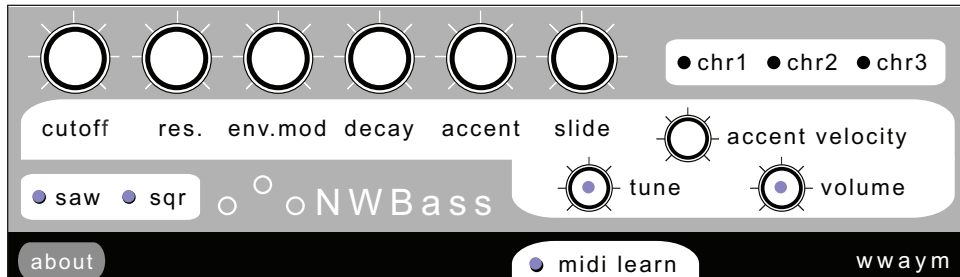 chr1 chr2 chr3
cutoff res. env.mod decay accent slide
accent velocity
tune volume
saw sqr
NWBass
about midi learn wwaym